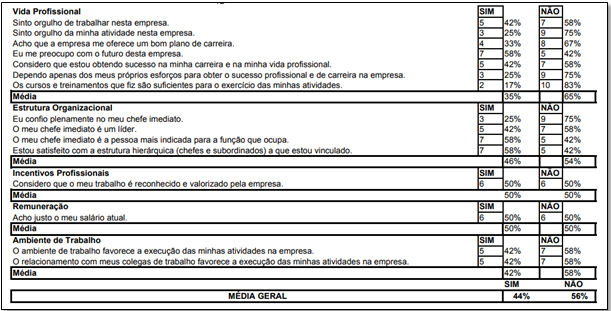 Vida Profissional SIM NÃO
Sinto orgulho de trabalhar nesta empresa. 5 42% 7 58%
Sinto orgulho da minha atividade nesta empresa. 3 25% 9 75%
Acho que a empresa me oferece um bom plano de carreira. 4 33% 8 67%
Eu me preocupo com o futuro desta empresa. 7 58% 5 42%
Considero que estou obtendo sucesso na minha carreira e na minha vida profissional. 5 42% 7 58%
Dependo apenas dos meus próprios esforços para obter o sucesso profissional e de carreira na empresa. 3 25% 9 75%
Os cursos e treinamentos que fiz são suficientes para o exercício das minhas atividades. 2 17% 10 83%
Média 35% 65%
Estrutura Organizacional SIM NÃO
Eu confio plenamente no meu chefe imediato. 3 25% 9 75%
O meu chefe imediato é um líder. 5 42% 7 58%
O meu chefe imediato é a pessoa mais indicada para a função que ocupa. 7 58% 5 42%
Estou satisfeito com a estrutura hierárquica (chefes e subordinados) a que estou vinculado. 7 58% 5 42%
Média 46% 54%
Incentivos Profissionais SIM NÃO
Considero que o meu trabalho é reconhecido e valorizado pela empresa. 6 50% 6 50%
Média 50% 50%
Remuneração SIM NÃO
Acho justo o meu salário atual. 6 50% 6 50%
Média 50% 50%
Ambiente de Trabalho SIM NÃO
O ambiente de trabalho favorece a execução das minhas atividades na empresa. 5 42% 7 58%
O relacionamento com meus colegas de trabalho favorece a execução das minhas atividades na empresa. 5 42% 7 58%
Média 42% 58%
SIM NÃO
MÉDIA GERAL 44% 56%